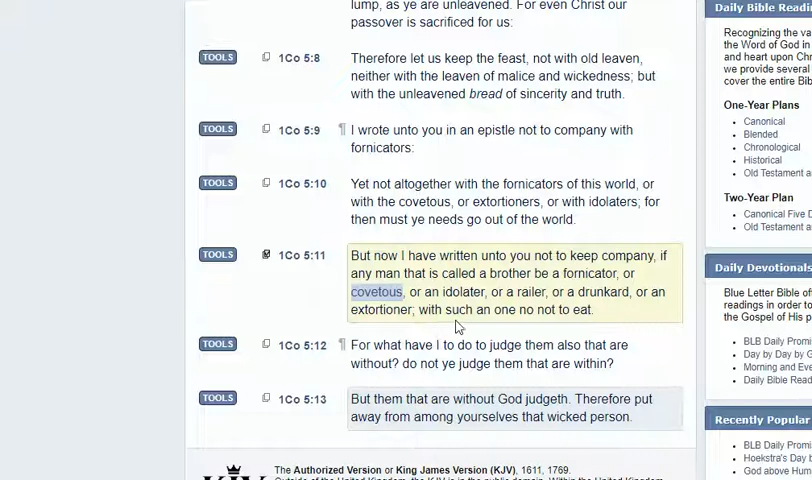 lump, as ye are unleavened. For even Christ our
passover is sacrificed for us:
TOOLS 1Co 5:8 Therefore let us keep the feast, not with old leaven,
neither with the leaven of malice and wickedness; but
with the unleavened bread of sincerity and truth.
TOOLS 1Co 5:9 ¶ I wrote unto you in an epistle not to company with
fornicators:
TOOLS 1Co 5:10 Yet not altogether with the fornicators of this world, or
with the covetous, or extortioners, or with idolaters; for
then must ye needs go out of the world.
TOOLS 1Co 5:11 But now I have written unto you not to keep company, if
any man that is called a brother be a fornicator, or
covetous, or an idolater, or a railer, or a drunkard, or an
extortioner; with such an one no not to eat.
TOOLS 1Co 5:12 ¶ For what have I to do to judge them also that are
without? do not ye judge them that are within?
TOOLS 1Co 5:13 But them that are without God judgeth. Therefore put
away from among yourselves that wicked person.
The Authorized Version or King James Version (KJV), 1611, 1769.
Daily Bible Readi
Recognizing the va
the Word of God in
and heart upon Chr
we provide several
cover the entire Bib
One-Year Plans
Canonical
Blended
Chronological
Historical
Old Testament a
Two-Year Plan
Canonical Five D
Old Testament a
Daily Devotionals
Blue Letter Bible of
readings in order to
the Gospel of His p
BLB Daily Promi
Day by Day by G
Morning and Eve
Daily Bible Read
Recently Popular
BLB Daily Promi
Hoekstra's Day b
God above Hum